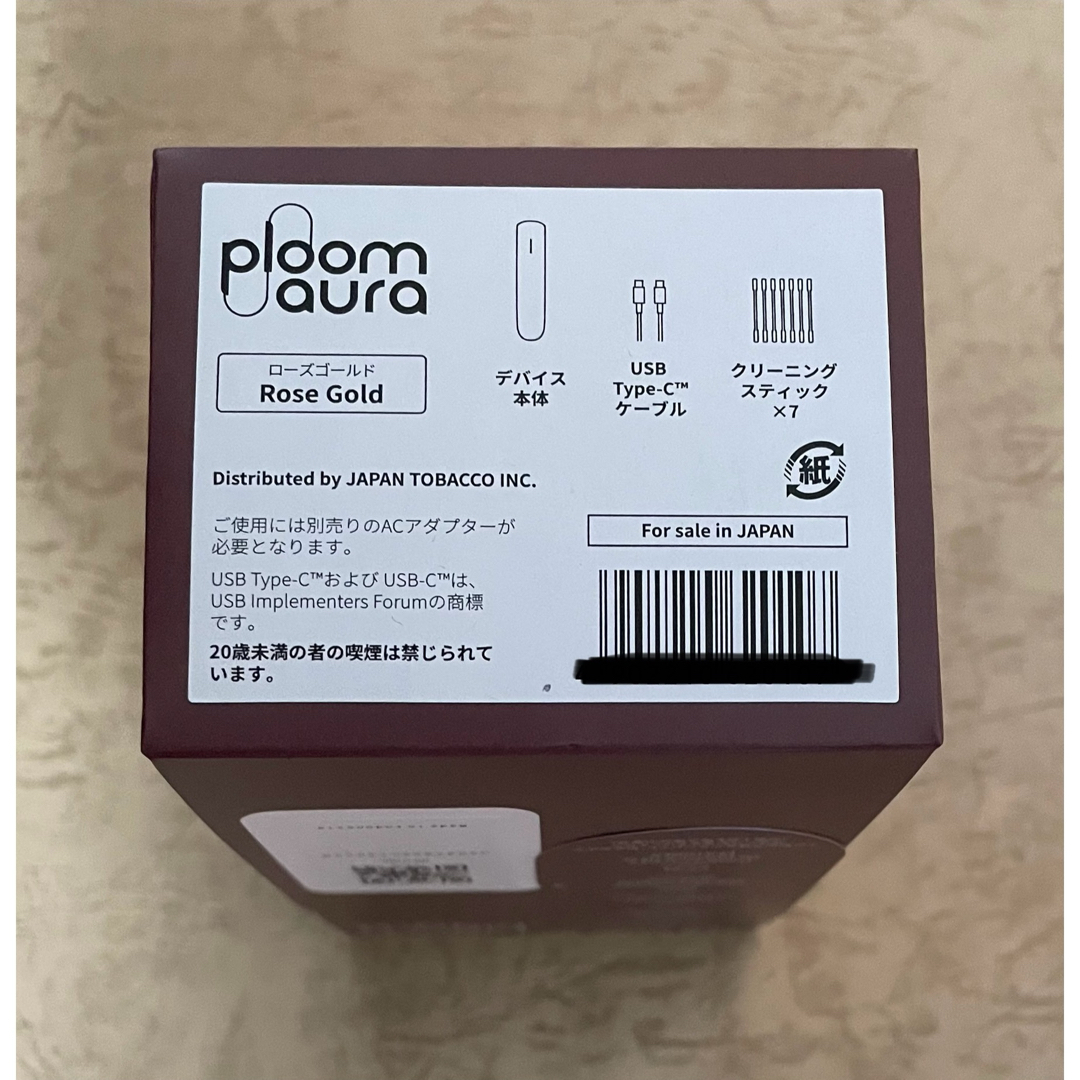 ploom
aura
ローズゴールド
Rose Gold
デバイス
本体
USB
Type-C™
ケーブル
クリーニング
スティック
×7
紙
Distributed by JAPAN TOBACCO INC.
For sale in JAPAN
ご使用には別売りのACアダプターが
必要となります。
USB Type-C™および USB-C™は、
USB Implementers Forumの商標
です。
20歳未満の者の喫煙は禁じられて
います。